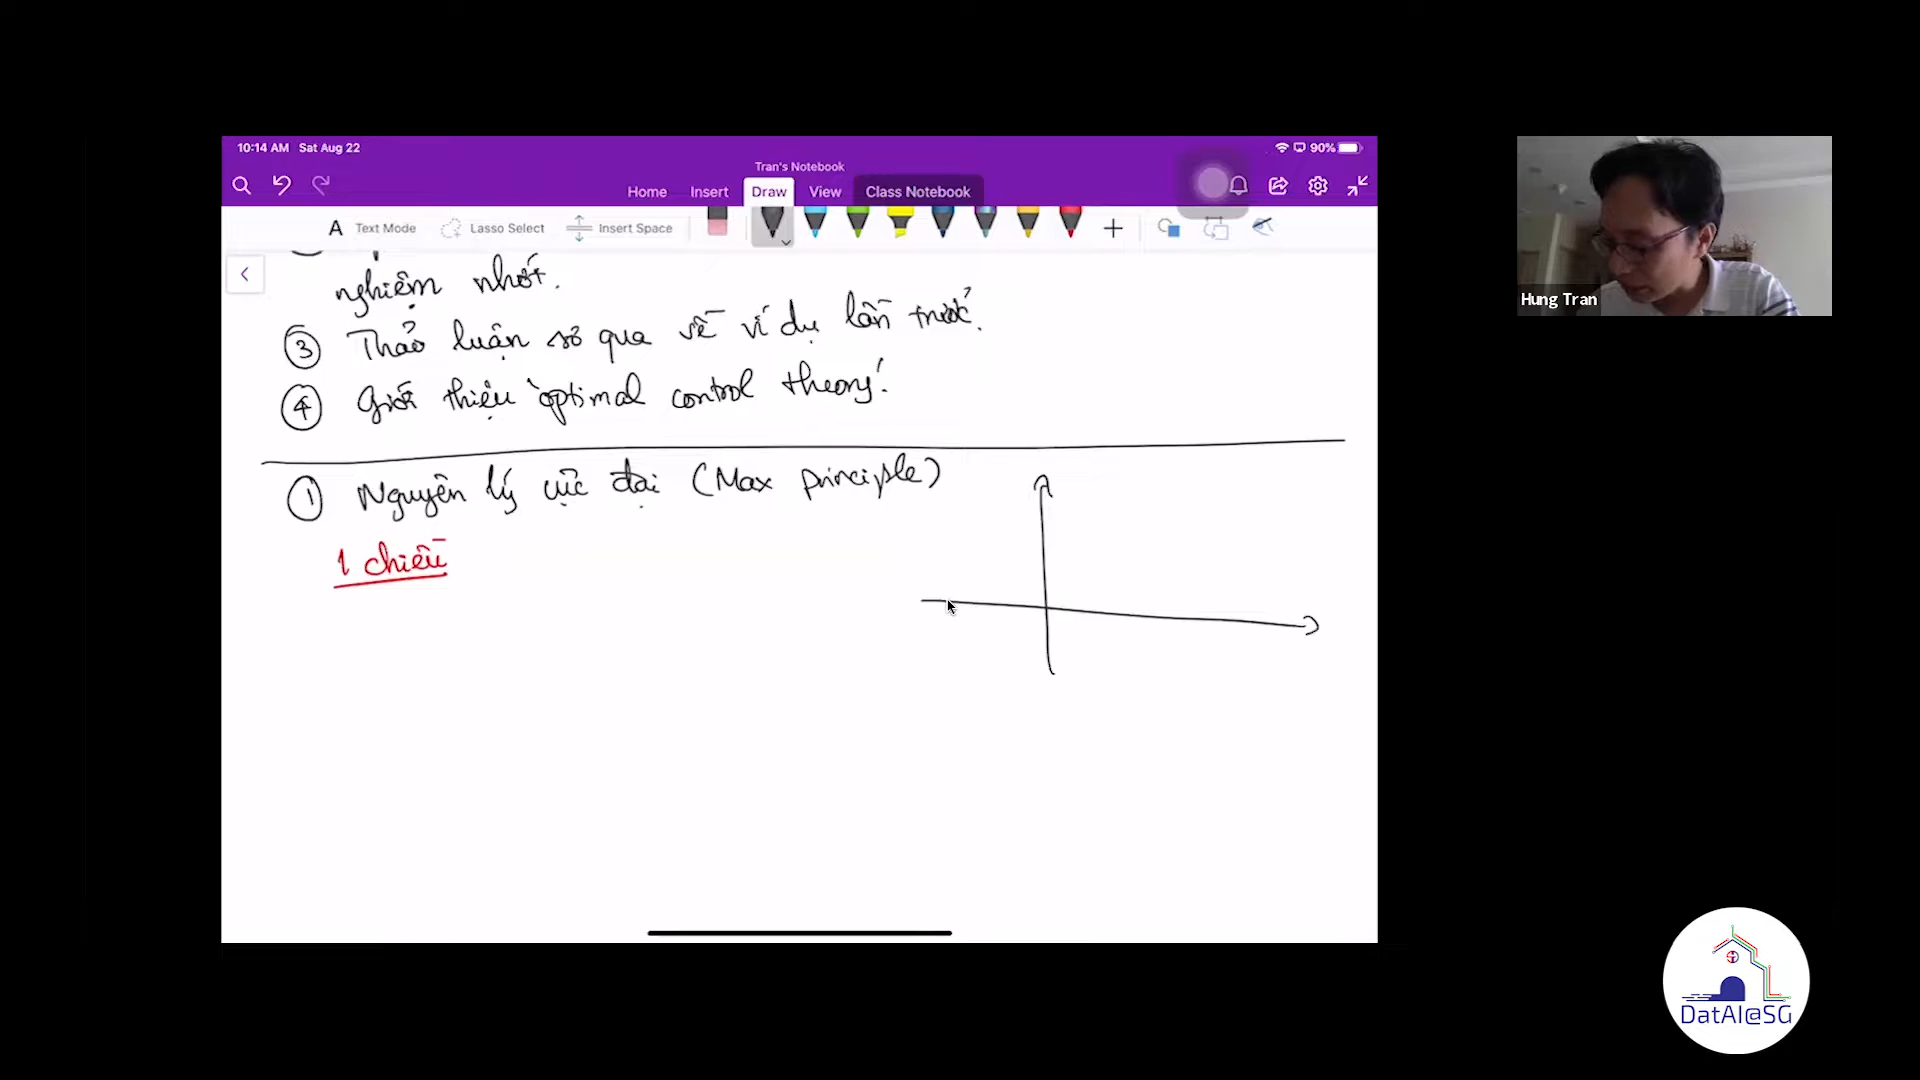 10:14 AM Sat Aug 22
90%
Tran's Notebook
Home Insert Draw View Class Notebook
A Text Mode Lasso Select Insert Space
nghiệm nhớt.
③ Thảo luận sơ qua về ví dụ lần trước.
④ Giới thiệu "optimal control theory".
① Nguyên lý cực đại (Max principle)
1 chiều
Hung Tran
DatAI@SG